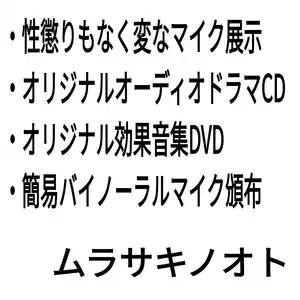 ・性懲りもなく変なマイク展示
・オリジナルオーディオドラマCD
・オリジナル効果音集DVD
・簡易バイノーラルマイク頒布
ムラサキノオト